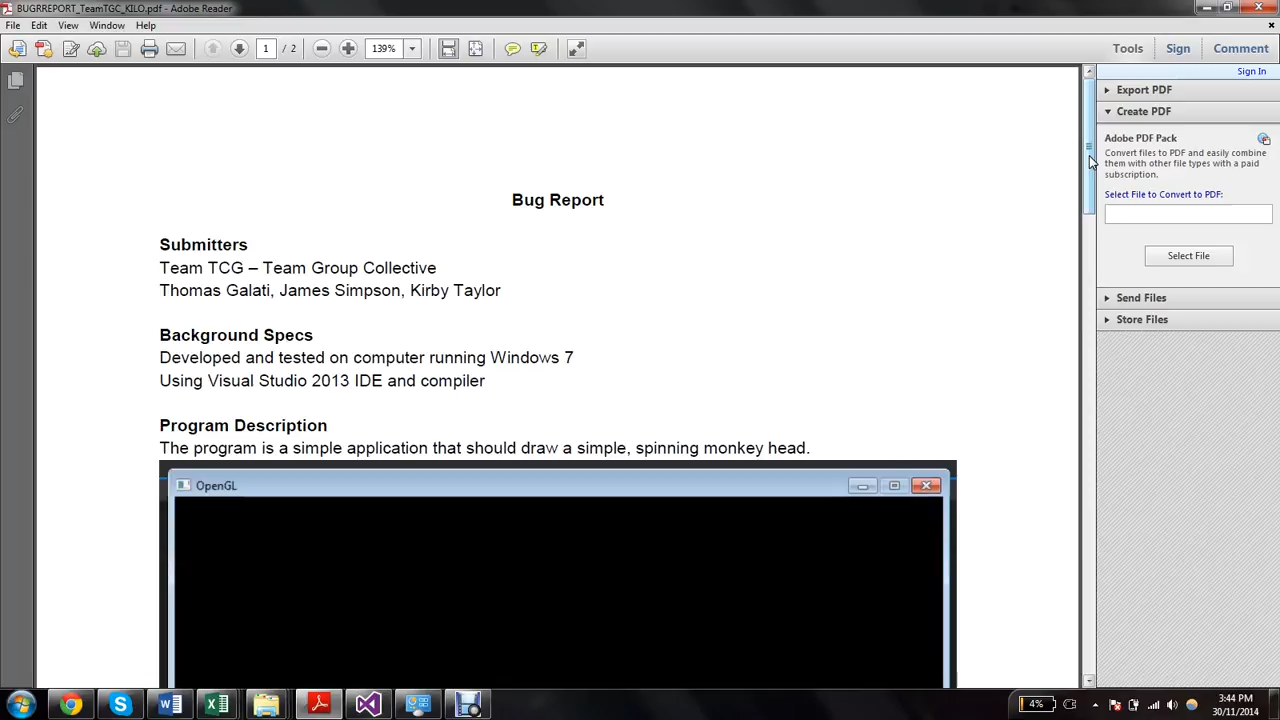 BUGRREPORT_TeamTGC_KILO.pdf - Adobe Reader
File Edit View Window Help
1 / 2 139% Tools Sign Comment
Sign In
Export PDF
Create PDF
Adobe PDF Pack
Convert files to PDF and easily combine
them with other file types with a paid
subscription.
Select File to Convert to PDF:
Select File
Send Files
Store Files
Bug Report
Submitters
Team TCG – Team Group Collective
Thomas Galati, James Simpson, Kirby Taylor
Background Specs
Developed and tested on computer running Windows 7
Using Visual Studio 2013 IDE and compiler
Program Description
The program is a simple application that should draw a simple, spinning monkey head.
OpenGL
4%
3:44 PM
30/11/2014